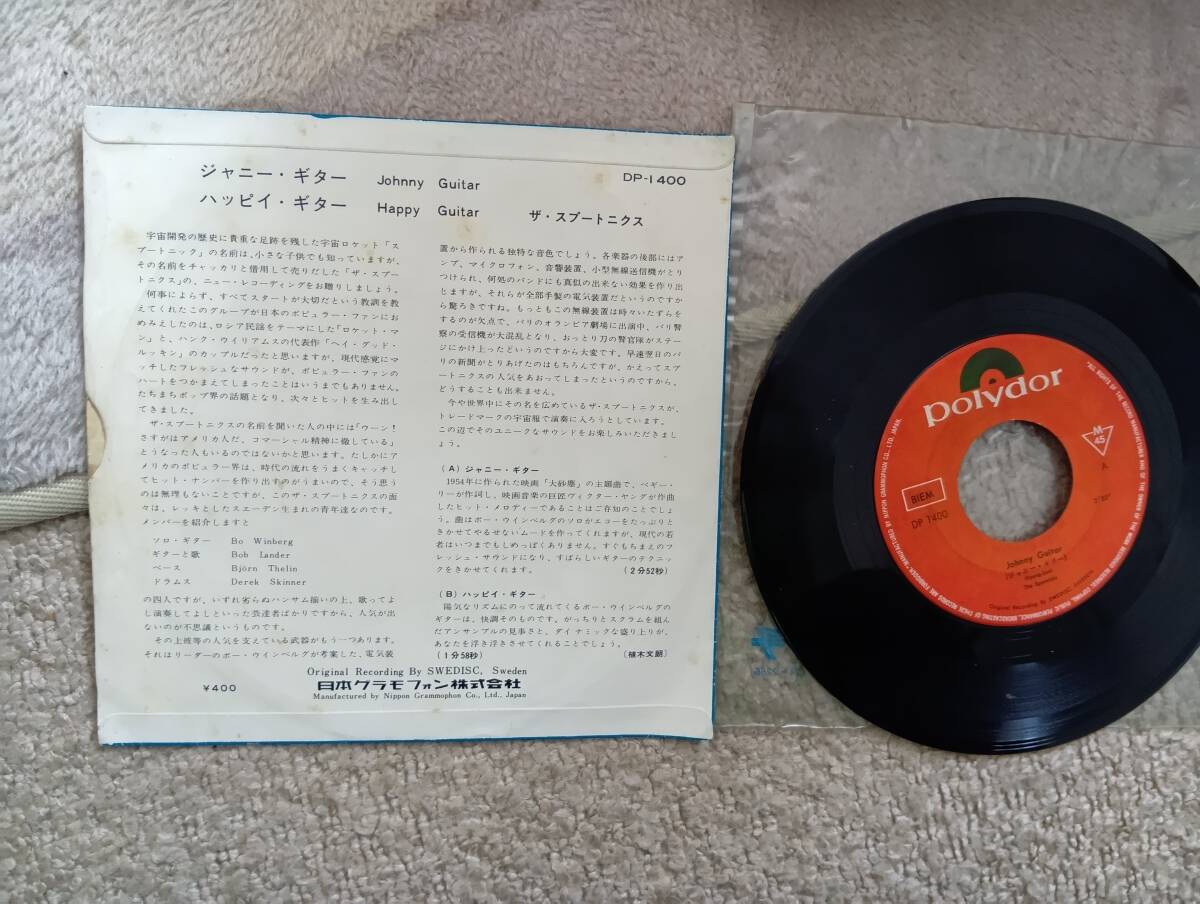 ジャニー・ギター Johnny Guitar DP-1400
ハッピイ・ギター Happy Guitar ザ・スプートニクス
宇宙開発の歴史に貴重な足跡を残した宇宙ロケット「ス
プートニック」の名前は、小さな子供でも知っていますが、
その名前をチャッカリと借用して売りだした「ザ・スプー
トニクス」の、ニュー・レコーディングをお贈りしましょう。
何事によらず、すべてスタートが大切だという教訓を教
えてくれたこのグループが日本のポピュラー・ファンにお
めみえしたのは、ロシア民謡をテーマにした「ロケット・マ
ン」と、ハンク・ウイリアムスの代表作「ヘイ・グッド・
ルッキン」のカップルだったと思いますが、現代感覚にマ
ッチしたフレッシュなサウンドが、ポピュラー・ファンの
ハートをつかまえてしまったことはいうまでもありません。
たちまちポップ界の話題となり、次々とヒットを生み出し
てきました。
ザ・スプートニクスの名前を聞いた人の中には「ウーン!
さすがはアメリカ人だ、コマーシャル精神に徹している」
とうなった人もいるのではないかと思います。たしかにア
メリカのポピュラー界は、時代の流れをうまくキャッチし
てヒット・ナンバーを作り出すのがうまいので、そう思う
のは無理もないことですが、このザ・スプートニクスの面
々は、レッキとしたスエーデン生まれの青年達なのです。
メンバーを紹介しますと
ソロ・ギター Bo Winberg
ギターと歌 Bob Lander
ベース Björn Thelin
ドラムス Derek Skinner
の四人ですが、いずれ劣らぬハンサム揃いの上、歌ってよ
し演奏してよしといった芸達者ばかりですから、人気が出
ないのが不思議というものです。
その上彼等の人気を支えている武器がもう一つあります。
それはリーダーのボー・ウインベルグが考案した、電気装
置から作られる独特な音色でしょう。各楽器の後部にはア
ンプ、マイクロフォン、音響装置、小型無線送信機がとり
つけられ、何処のバンドにも真似の出来ない効果を作り出
しますが、それらが全部手製の電気装置だというのですか
ら驚ろきですね。もっともこの無線装置は時々いたずらを
するのが欠点で、パリのオランピア劇場に出演中、パリ警
察の受信機が大混乱となり、おっとり刀の警官隊がステー
ジにかけ上ったというのですから大変です。早速翌日のパ
リの新聞がとりあげたのはもちろんですが、かえってスプ
ートニクスの人気をあおってしまったというのですから、
どうすることも出来ません。
今や世界中にその名を広めているザ・スプートニクスが、
トレードマークの宇宙服で演奏に入ろうとしています。
この辺でそのユニークなサウンドをお楽しみいただきまし
ょう。
(A)ジャニー・ギター
1954年に作られた映画「大砂塵」の主題曲で、ペギー・
リーが作詞し、映画音楽の巨匠ヴィクター・ヤングが作曲
したヒット・メロディーであることはご存知のことでしょ
う。曲はボー・ウインベルグのソロがエコーをたっぷりと
きかせてやるせないムードを作ってくれますが、現代の若
者はいつまでもしめっぽくありません。すぐもちまえのフ
レッシュ・サウンドになり、すばらしいギターのテクニッ
クをきかせてくれます。 (2分52秒)
(B)ハッピイ・ギター
陽気なリズムにのって流れてくるボー・ウインベルグの
ギターは、快調そのものです。がっちりとスクラムを組ん
だアンサンブルの見事さと、ダイナミックな盛り上りが、
あなたを浮き浮きさせてくれることでしょう。
(1分58秒) 〔植木文朗〕
Original Recording By SWEDISC, Sweden
¥400 日本グラモフォン株式会社
Manufactured by Nippon Grammophon Co., Ltd., Japan
polydor
M
45
A
BIEM
DP 1400
Johnny Guitar
(ジャニー・ギター)
The Spotnicks
Original Recording by SWEDISC, SWEDEN